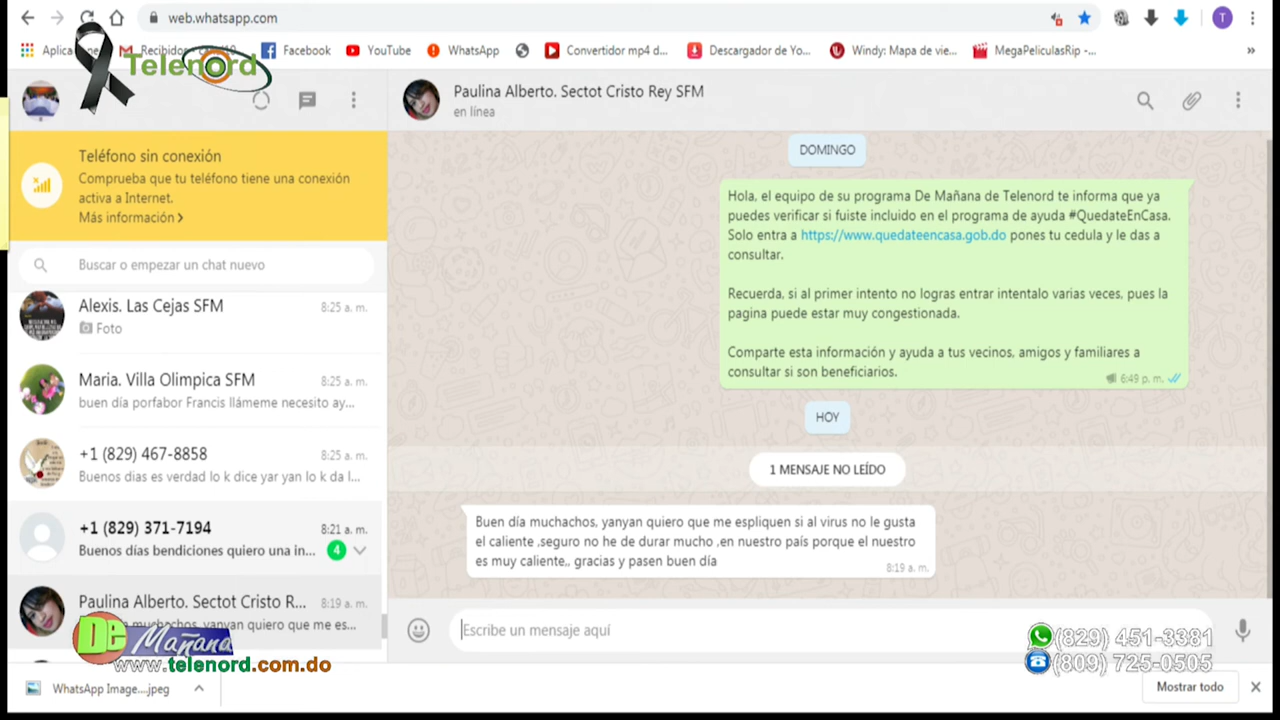 web.whatsapp.com
T
Recibidos
Facebook
YouTube
WhatsApp
Convertidor mp4 d...
Descargador de Yo...
Windy: Mapa de vie...
MegaPeliculasRip -...
»
Telenord
Paulina Alberto. Sectot Cristo Rey SFM
en línea
Teléfono sin conexión
Comprueba que tu teléfono tiene una conexión
activa a Internet.
Más información
Buscar o empezar un chat nuevo
Alexis. Las Cejas SFM
8:25 a. m.
Foto
Maria. Villa Olimpica SFM
8:25 a. m.
buen día porfabor Francis llámeme necesito ay...
+1 (829) 467-8858
8:25 a. m.
Buenos dias es verdad lo k dice yar yan lo k da l...
+1 (829) 371-7194
8:21 a. m.
Buenos días bendiciones quiero una in...
4
Paulina Alberto. Sectot Cristo R...
8:19 a. m.
muchachos, yanyan quiero que me es...
DOMINGO
Hola, el equipo de su programa De Mañana de Telenord te informa que ya
puedes verificar si fuiste incluido en el programa de ayuda #QuedateEnCasa.
Solo entra a https://www.quedateencasa.gob.do pones tu cedula y le das a
consultar.
Recuerda, si al primer intento no logras entrar intentalo varias veces, pues la
pagina puede estar muy congestionada.
Comparte esta información y ayuda a tus vecinos, amigos y familiares a
consultar si son beneficiarios.
6:49 p. m.
HOY
1 MENSAJE NO LEÍDO
Buen día muchachos, yanyan quiero que me espliquen si al virus no le gusta
el caliente ,seguro no he de durar mucho ,en nuestro país porque el nuestro
es muy caliente,, gracias y pasen buen día
8:19 a. m.
Escribe un mensaje aquí
De Mañana
www.telenord.com.do
(829) 451-3381
(809) 725-0505
WhatsApp Image....jpeg
Mostrar todo